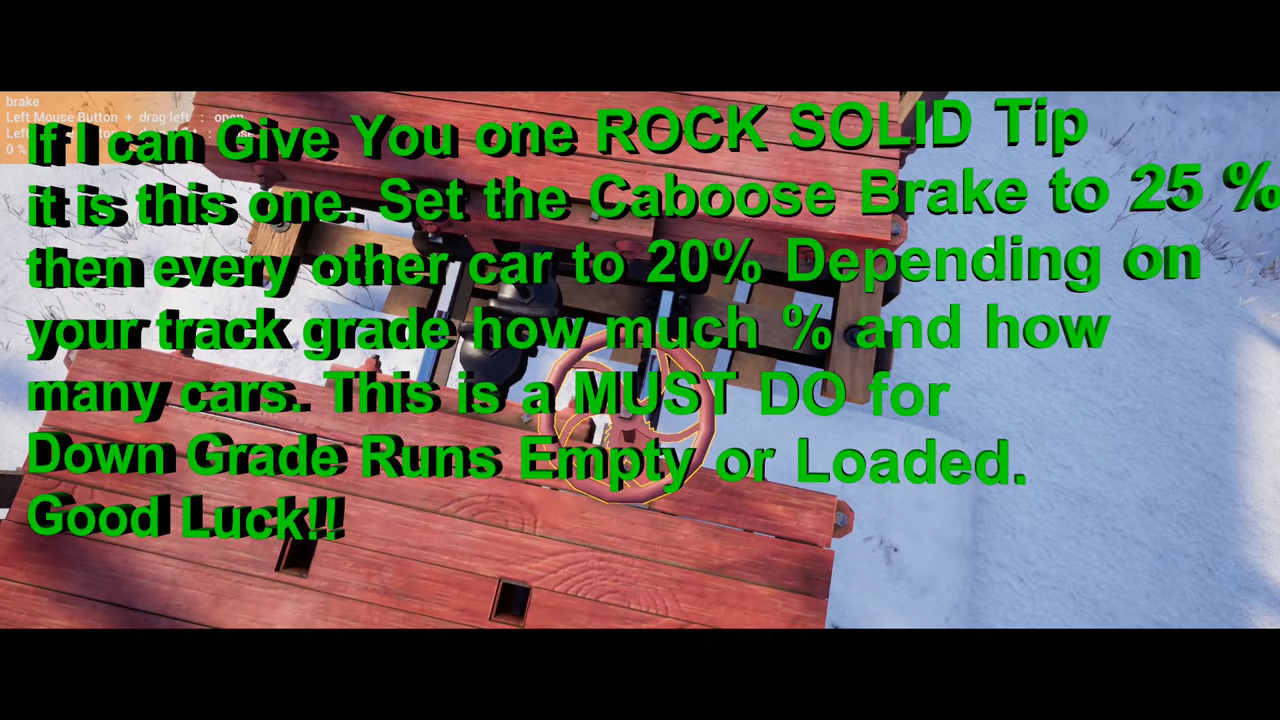 brake
Left Mouse Button + drag left : open
0 %
If I can Give You one ROCK SOLID Tip
it is this one. Set the Caboose Brake to 25 %
then every other car to 20% Depending on
your track grade how much % and how
many cars. This is a MUST DO for
Down Grade Runs Empty or Loaded.
Good Luck!!